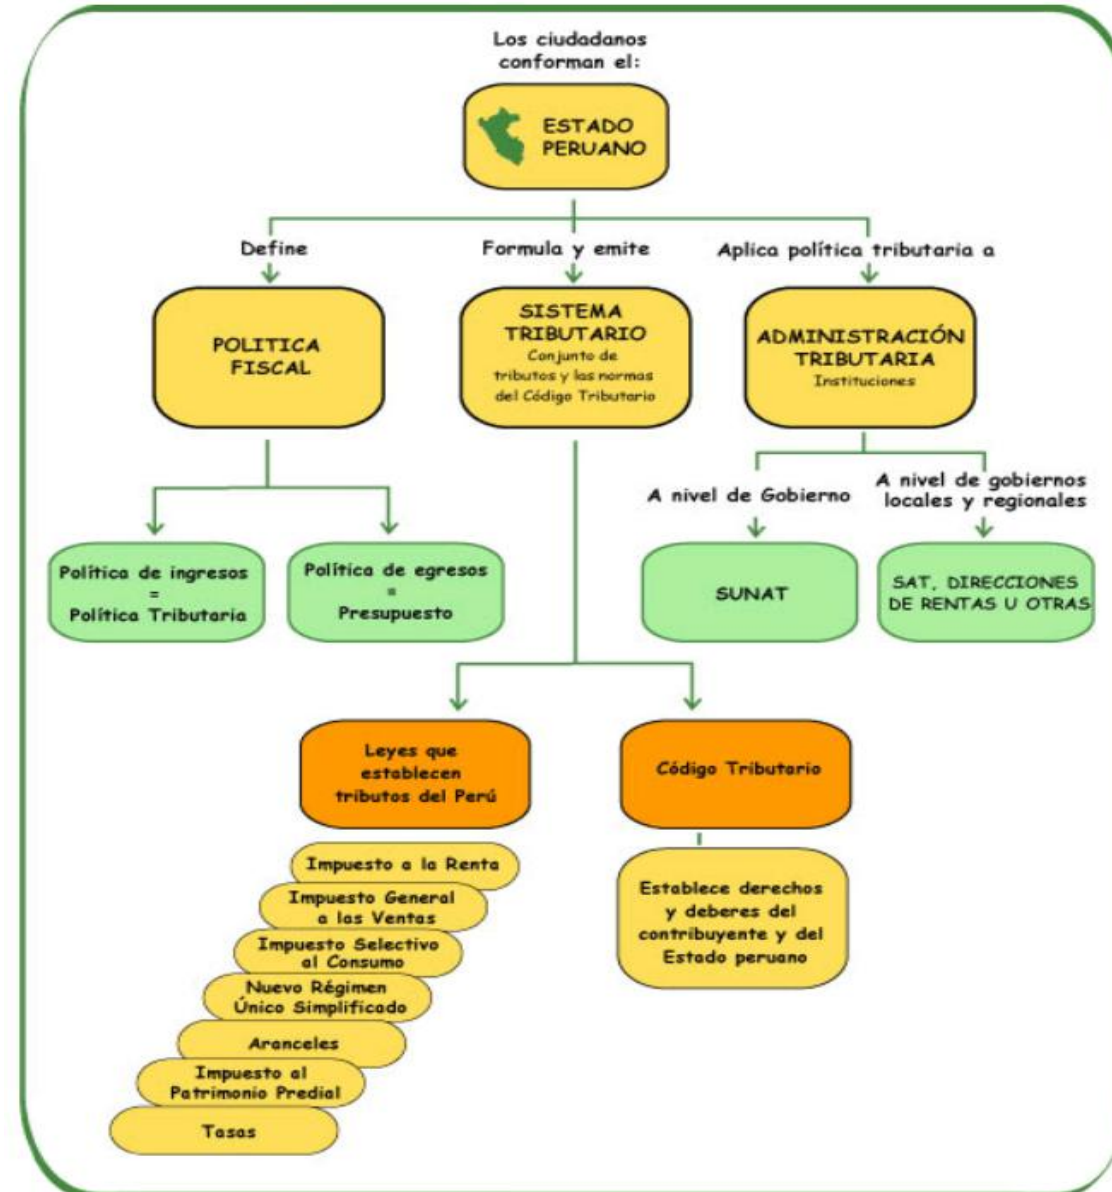 Los ciudadanos
conforman el:
ESTADO
PERUANO
Define
Formula y emite
Aplica política tributaria a
POLITICA
FISCAL
SISTEMA
TRIBUTARIO
Conjunto de
tributos y las normas
del Código Tributario
ADMINISTRACIÓN
TRIBUTARIA
Instituciones
A nivel de Gobierno
A nivel de gobiernos
locales y regionales
Política de ingresos
=
Política Tributaria
Política de egresos
=
Presupuesto
SUNAT
SAT, DIRECCIONES
DE RENTAS U OTRAS
Leyes que
establecen
tributos del Perú
Código Tributario
Impuesto a la Renta
Impuesto General
a las Ventas
Impuesto Selectivo
al Consumo
Nuevo Régimen
Único Simplificado
Aranceles
Impuesto al
Patrimonio Predial
Tasas
Establece derechos
y deberes del
contribuyente y del
Estado peruano